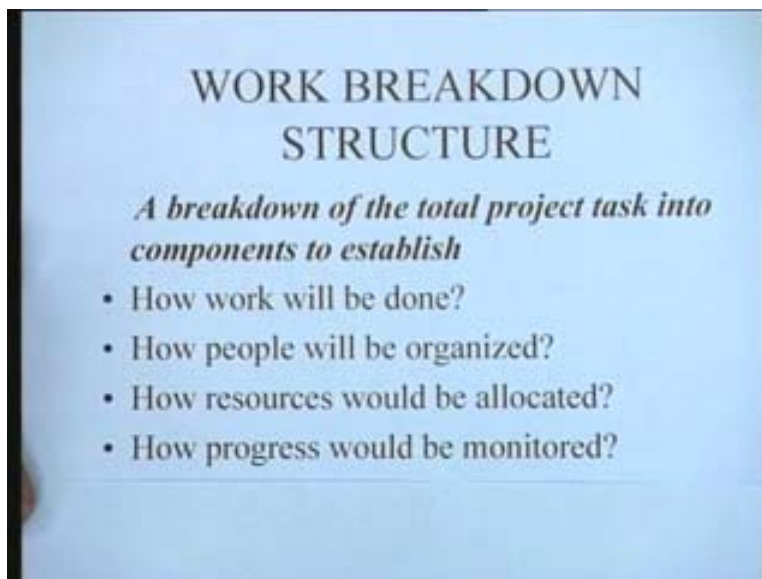 WORK BREAKDOWN
STRUCTURE
A breakdown of the total project task into
components to establish
• How work will be done?
• How people will be organized?
• How resources would be allocated?
• How progress would be monitored?